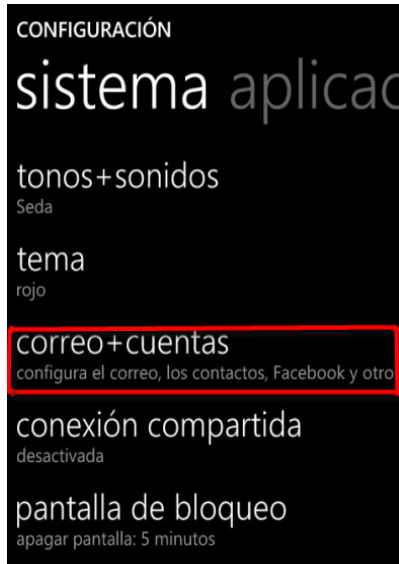 CONFIGURACIÓN
sistema aplicac
tonos+sonidos
Seda
tema
rojo
correo+cuentas
configura el correo, los contactos, Facebook y otro
conexión compartida
desactivada
pantalla de bloqueo
apagar pantalla: 5 minutos